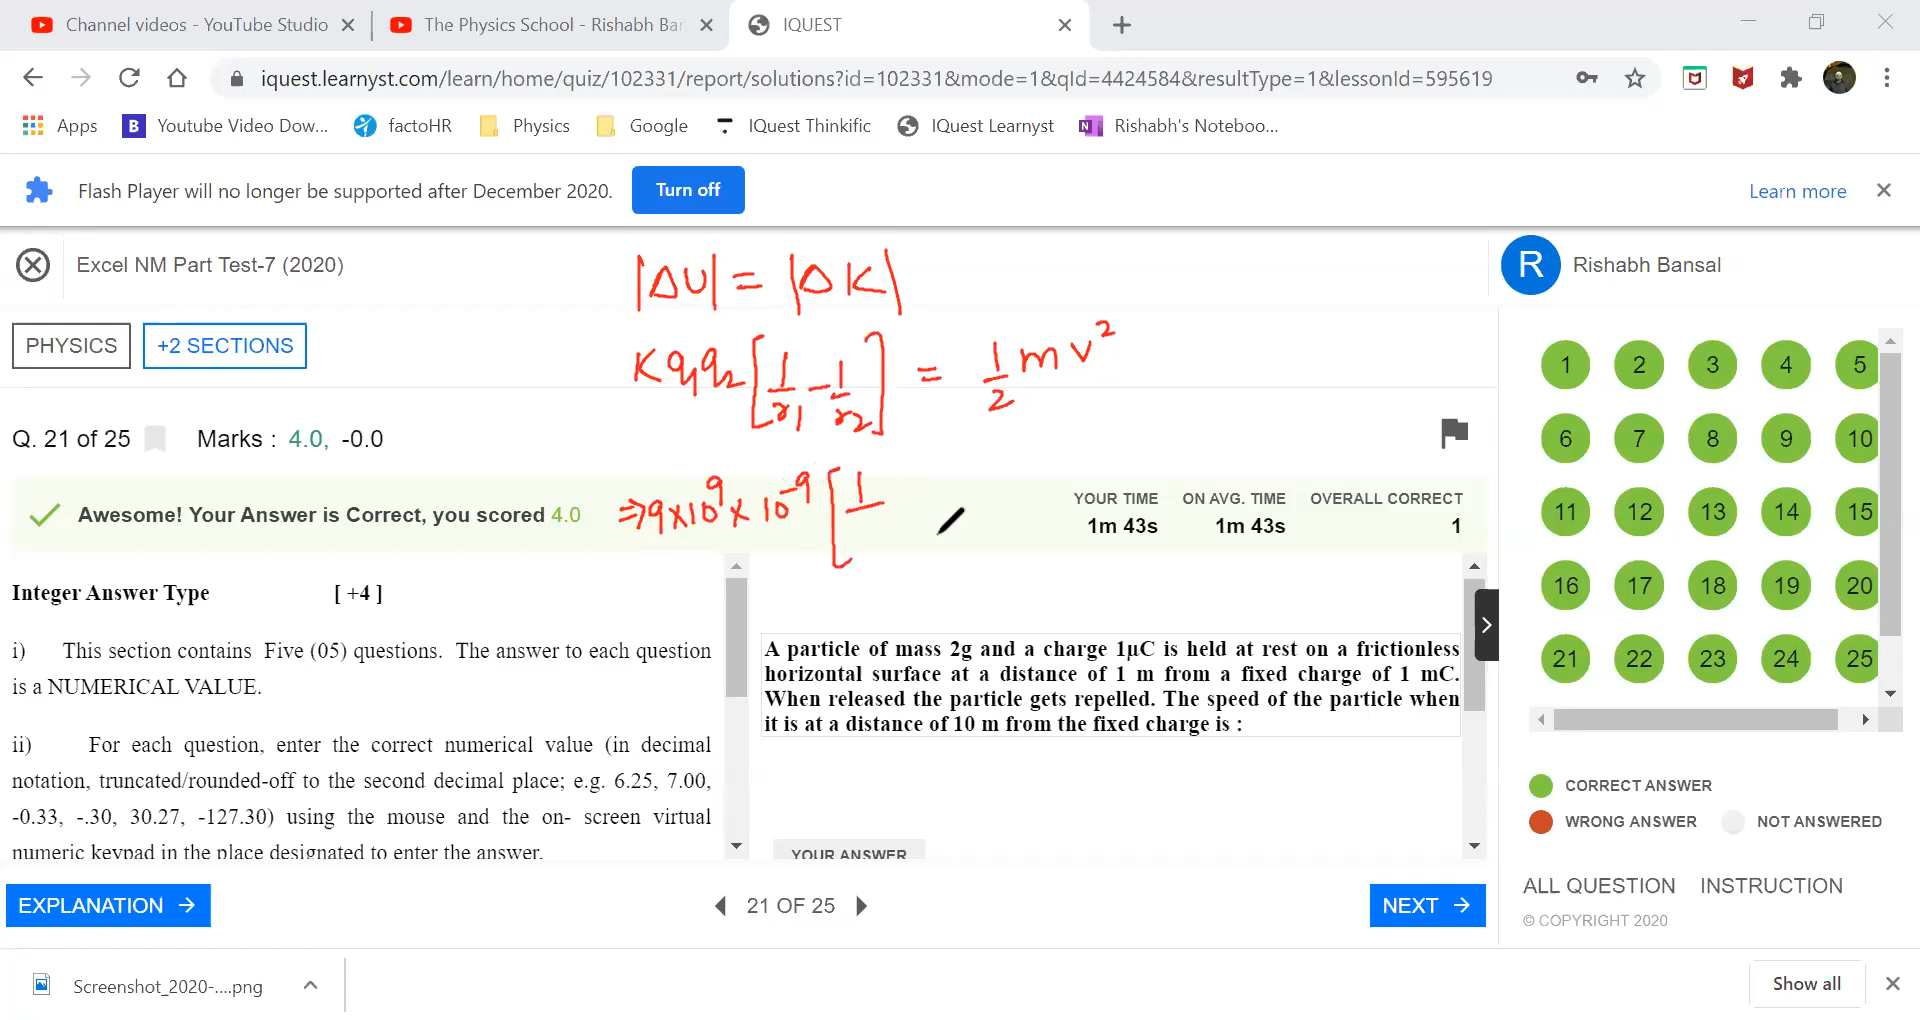 Channel videos - YouTube Studio
The Physics School - Rishabh Bar
IQUEST
iquest.learnyst.com/learn/home/quiz/102331/report/solutions?id=102331&mode=1&qId=4424584&resultType=1&lessonId=595619
Apps
B Youtube Video Dow...
factoHR
Physics
Google
IQuest Thinkific
IQuest Learnyst
N Rishabh's Noteboo...
Flash Player will no longer be supported after December 2020.
Turn off
Learn more
Excel NM Part Test-7 (2020)
|ΔU| = |ΔK|
R
Rishabh Bansal
PHYSICS
+2 SECTIONS
Kq₁q₂ [1/r₁ - 1/r₂] = 1/2 mv²
Q. 21 of 25
Marks : 4.0, -0.0
Awesome! Your Answer is Correct, you scored 4.0
⇒ 9×10⁹ × 10⁻⁹ [1
YOUR TIME ON AVG. TIME OVERALL CORRECT
1m 43s 1m 43s 1
Integer Answer Type [ +4 ]
i) This section contains Five (05) questions. The answer to each question
is a NUMERICAL VALUE.
ii) For each question, enter the correct numerical value (in decimal
notation, truncated/rounded-off to the second decimal place; e.g. 6.25, 7.00,
-0.33, -.30, 30.27, -127.30) using the mouse and the on- screen virtual
numeric keypad in the place designated to enter the answer.
A particle of mass 2g and a charge 1µC is held at rest on a frictionless
horizontal surface at a distance of 1 m from a fixed charge of 1 mC.
When released the particle gets repelled. The speed of the particle when
it is at a distance of 10 m from the fixed charge is :
YOUR ANSWER
1 2 3 4 5
6 7 8 9 10
11 12 13 14 15
16 17 18 19 20
21 22 23 24 25
CORRECT ANSWER
WRONG ANSWER NOT ANSWERED
EXPLANATION
21 OF 25
NEXT
ALL QUESTION INSTRUCTION
© COPYRIGHT 2020
Screenshot_2020-....png
Show all